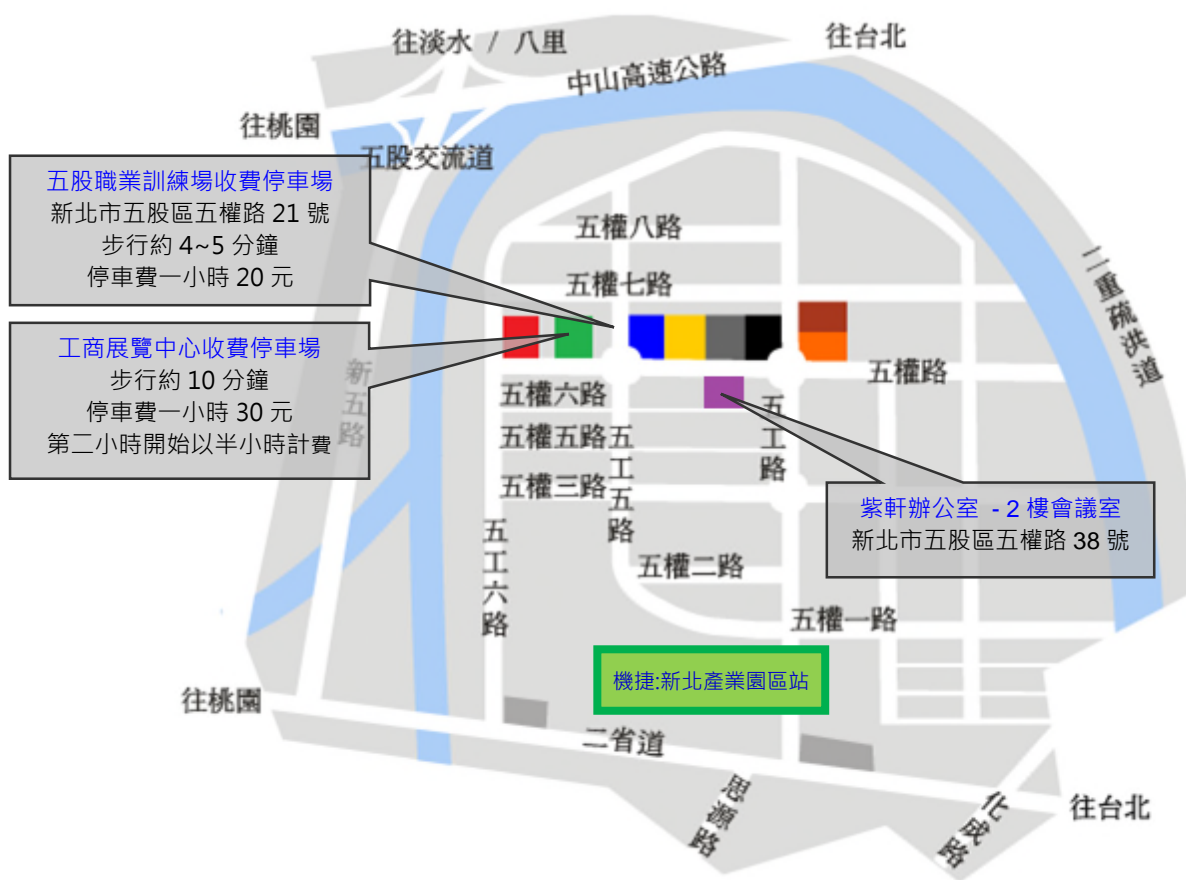 往淡水 / 八里
往台北
中山高速公路
往桃園
五股交流道
五股職業訓練場收費停車場
新北市五股區五權路 21 號
步行約 4~5 分鐘
停車費一小時 20 元
五權八路
五權七路
二重疏洪道
工商展覽中心收費停車場
步行約 10 分鐘
停車費一小時 30 元
第二小時開始以半小時計費
新五路
五權路
五權六路
五工路
五權五路
五工五路
五權三路
紫軒辦公室 - 2 樓會議室
新北市五股區五權路 38 號
五工六路
五權二路
五權一路
機捷:新北產業園區站
往桃園
二省道
思源路
化成路
往台北